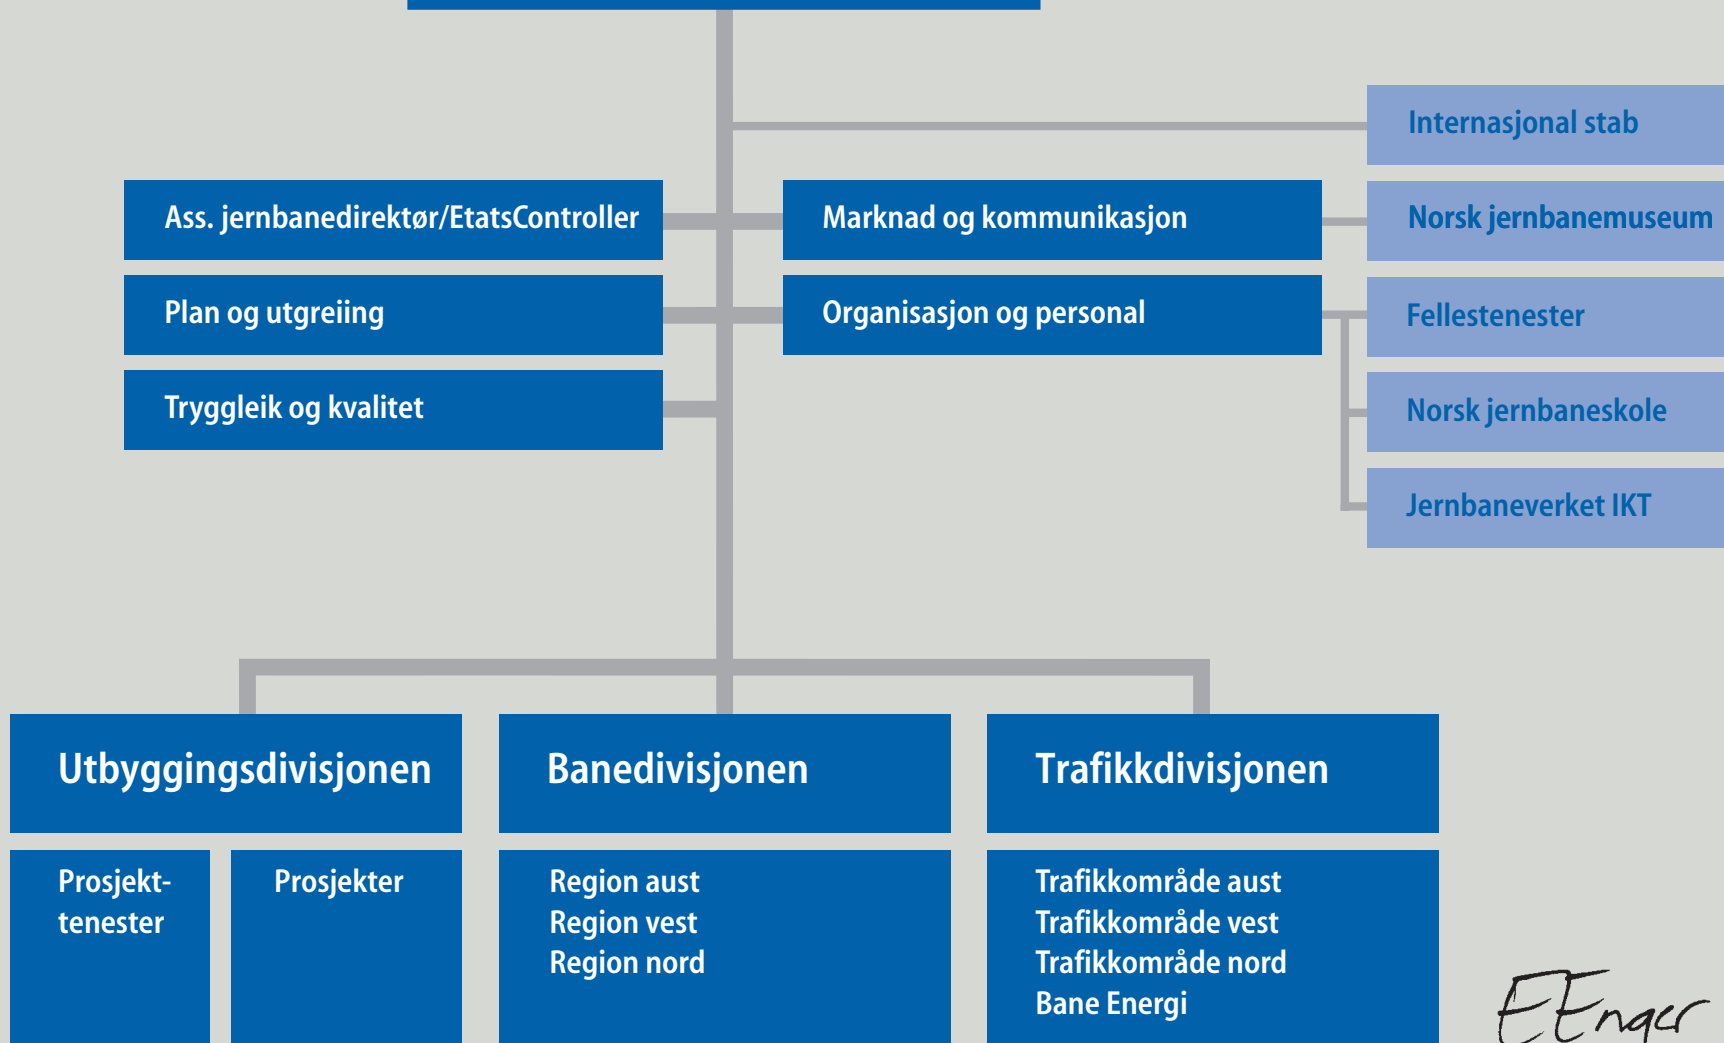 Internasjonal stab
Ass. jernbanedirektør/EtatsController
Marknad og kommunikasjon
Norsk jernbanemuseum
Plan og utgreiing
Organisasjon og personal
Fellestenester
Tryggleik og kvalitet
Norsk jernbaneskole
Jernbaneverket IKT
Utbyggingsdivisjonen
Banedivisjonen
Trafikkdivisjonen
Prosjekt-
tenester
Prosjekter
Region aust
Region vest
Region nord
Trafikkområde aust
Trafikkområde vest
Trafikkområde nord
Bane Energi
EEnger